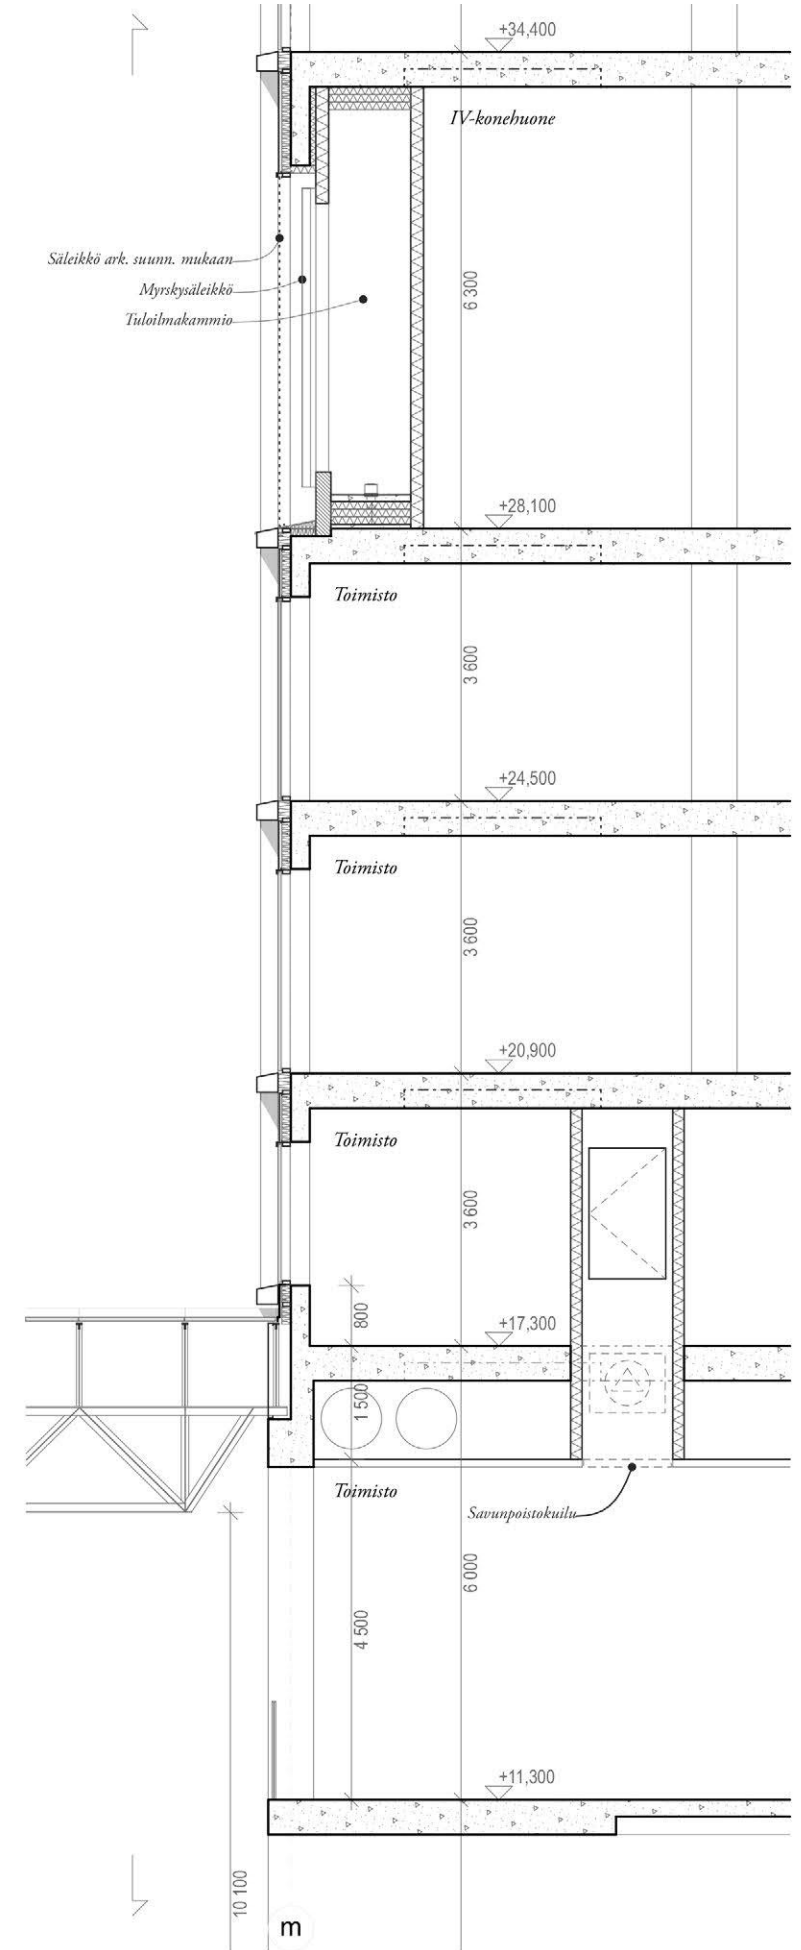 +34,400
IV-konehuone
Säleikkö ark. suunn. mukaan
Myrskysäleikkö
6 300
Tuloilmakammio
+28,100
Toimisto
3 600
+24,500
Toimisto
3 600
+20,900
Toimisto
3 600
800
+17,300
1 500
Toimisto
Savunpoistokuilu
6 000
4 500
+11,300
10 100
m